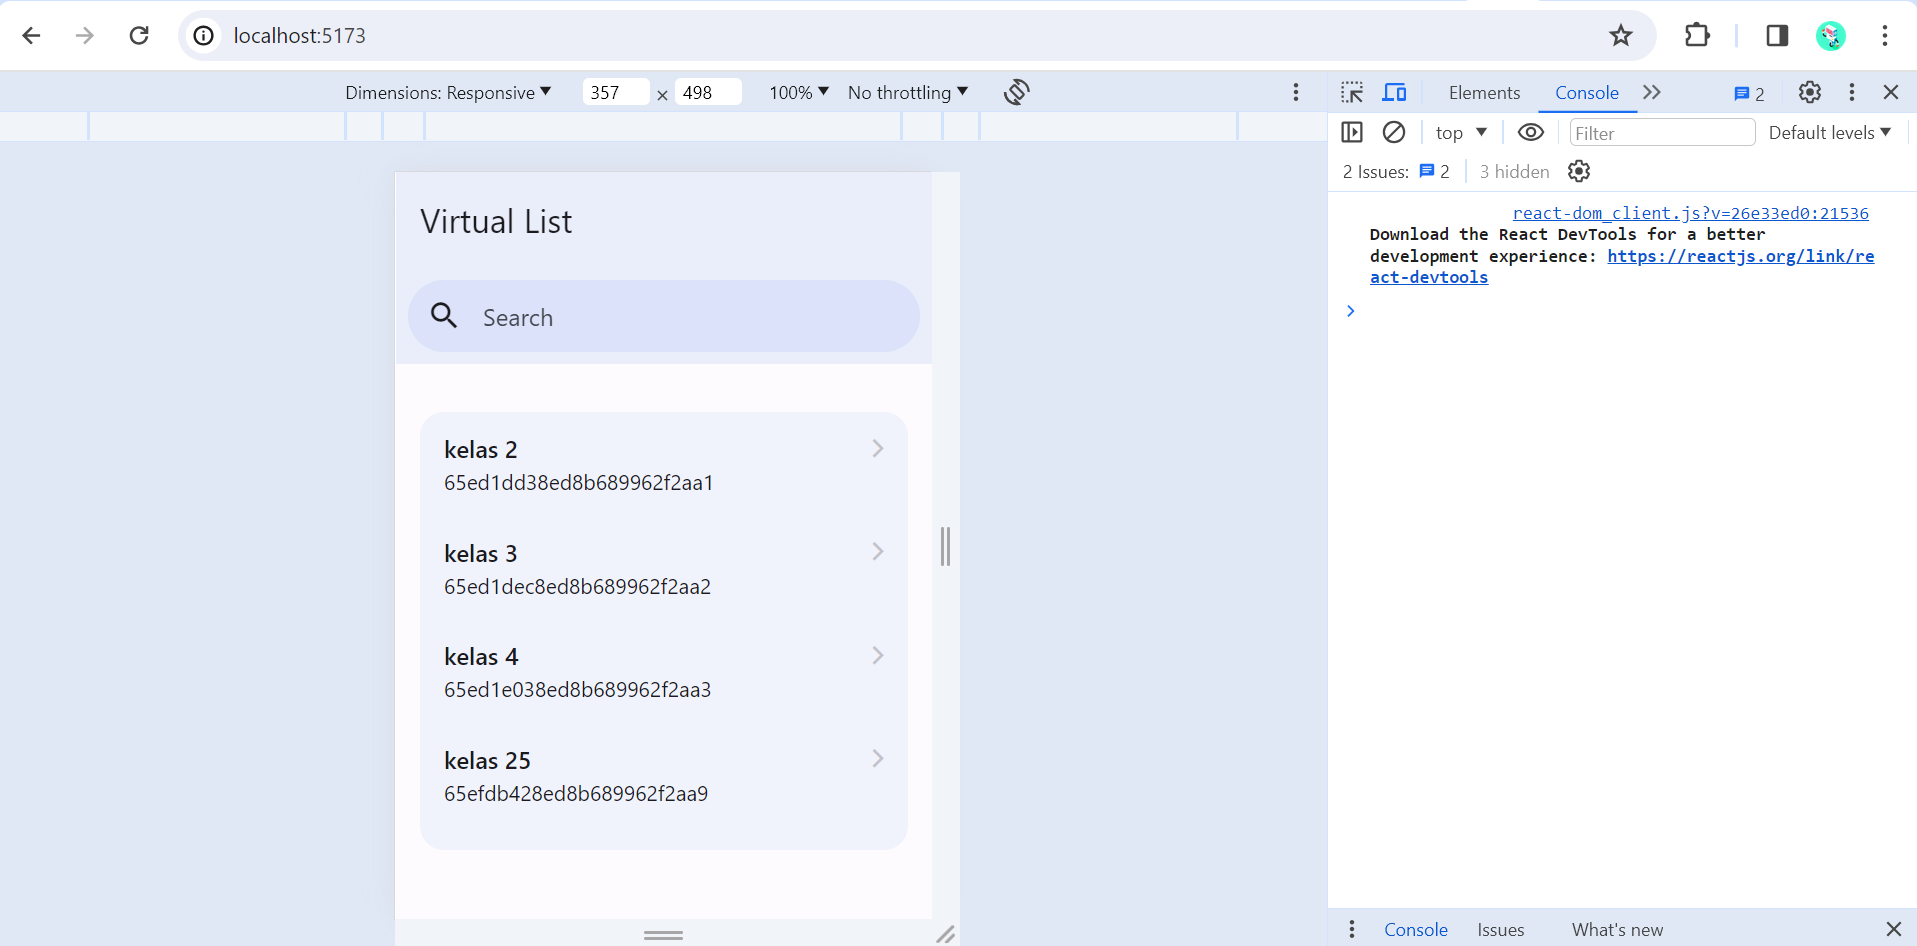 localhost:5173
Dimensions: Responsive 357 × 498 100% No throttling
Elements Console 2
top Filter Default levels
2 Issues: 2 3 hidden
react-dom_client.js?v=26e33ed0:21536
Download the React DevTools for a better
development experience: https://reactjs.org/link/re
act-devtools
Virtual List
Search
kelas 2
65ed1dd38ed8b689962f2aa1
kelas 3
65ed1dec8ed8b689962f2aa2
kelas 4
65ed1e038ed8b689962f2aa3
kelas 25
65efdb428ed8b689962f2aa9
Console Issues What's new